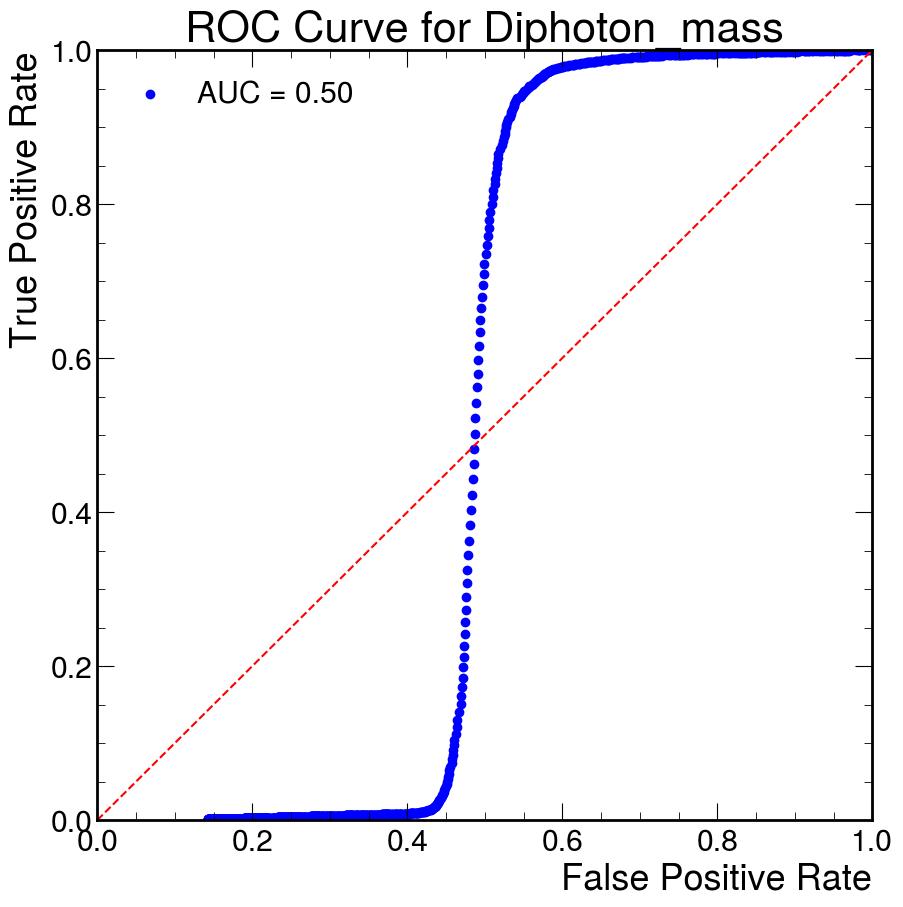 ROC Curve for Diphoton_mass
True Positive Rate
1.0
0.8
0.6
0.4
0.2
0.0
AUC = 0.50
0.0 0.2 0.4 0.6 0.8 1.0
False Positive Rate